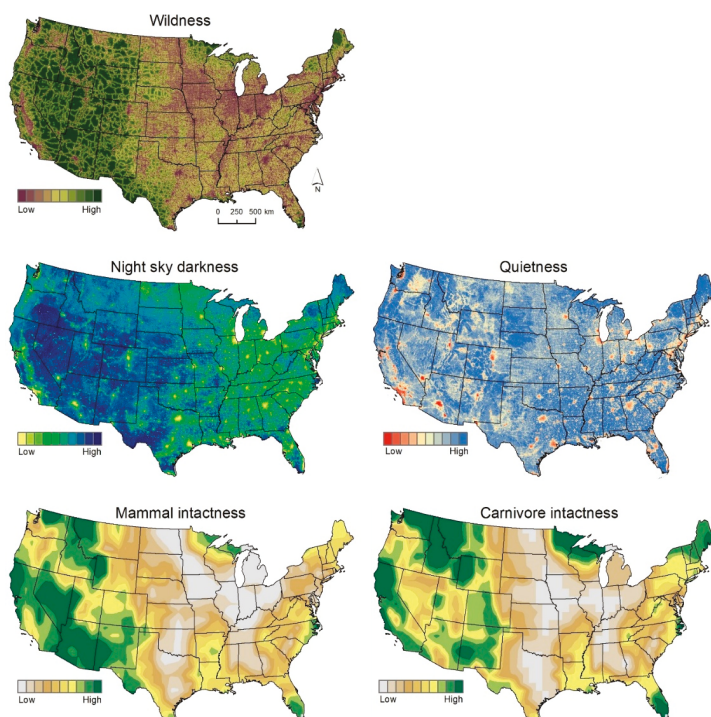 Wildness
N
0 250 500 km
Low High
Night sky darkness
Low High
Quietness
Low High
Mammal intactness
Low High
Carnivore intactness
Low High